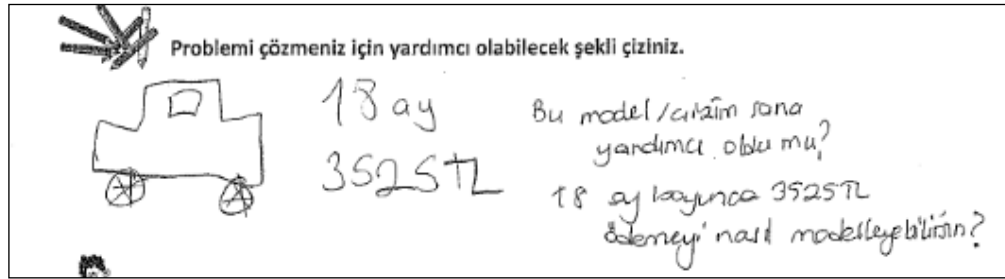 Problemi çözmeniz için yardımcı olabilecek şekli çiziniz.
18 ay
3525TL
Bu model/çizim sana
yardımcı oldu mu?
18 ay boyunca 3525TL
ödemeyi nasıl modelleyebilirsin?